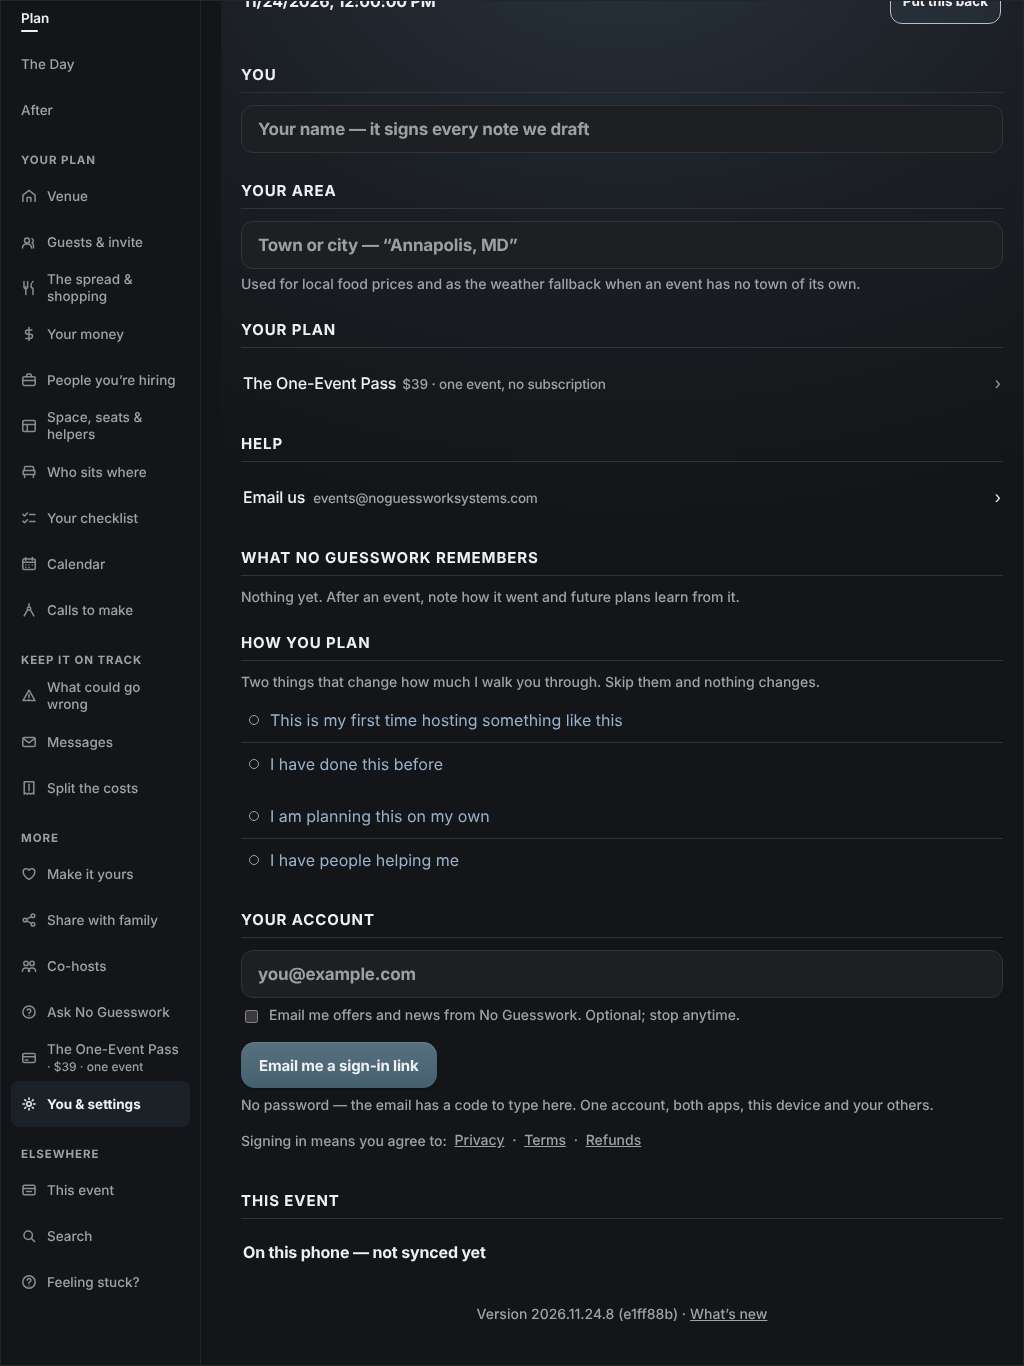 Plan
The Day
After
YOUR PLAN
Venue
Guests & invite
The spread &
shopping
Your money
People you’re hiring
Space, seats &
helpers
Who sits where
Your checklist
Calendar
Calls to make
KEEP IT ON TRACK
What could go
wrong
Messages
Split the costs
MORE
Make it yours
Share with family
Co-hosts
Ask No Guesswork
The One-Event Pass
· $39 · one event
You & settings
ELSEWHERE
This event
Search
Feeling stuck?
11/24/2026, 12:00:00 PM
Put this back
YOU
Your name — it signs every note we draft
YOUR AREA
Town or city — “Annapolis, MD”
Used for local food prices and as the weather fallback when an event has no town of its own.
YOUR PLAN
The One-Event Pass $39 · one event, no subscription
HELP
Email us events@noguessworksystems.com
WHAT NO GUESSWORK REMEMBERS
Nothing yet. After an event, note how it went and future plans learn from it.
HOW YOU PLAN
Two things that change how much I walk you through. Skip them and nothing changes.
This is my first time hosting something like this
I have done this before
I am planning this on my own
I have people helping me
YOUR ACCOUNT
you@example.com
Email me offers and news from No Guesswork. Optional; stop anytime.
Email me a sign-in link
No password — the email has a code to type here. One account, both apps, this device and your others.
Signing in means you agree to: Privacy · Terms · Refunds
THIS EVENT
On this phone — not synced yet
Version 2026.11.24.8 (e1ff88b) · What’s new